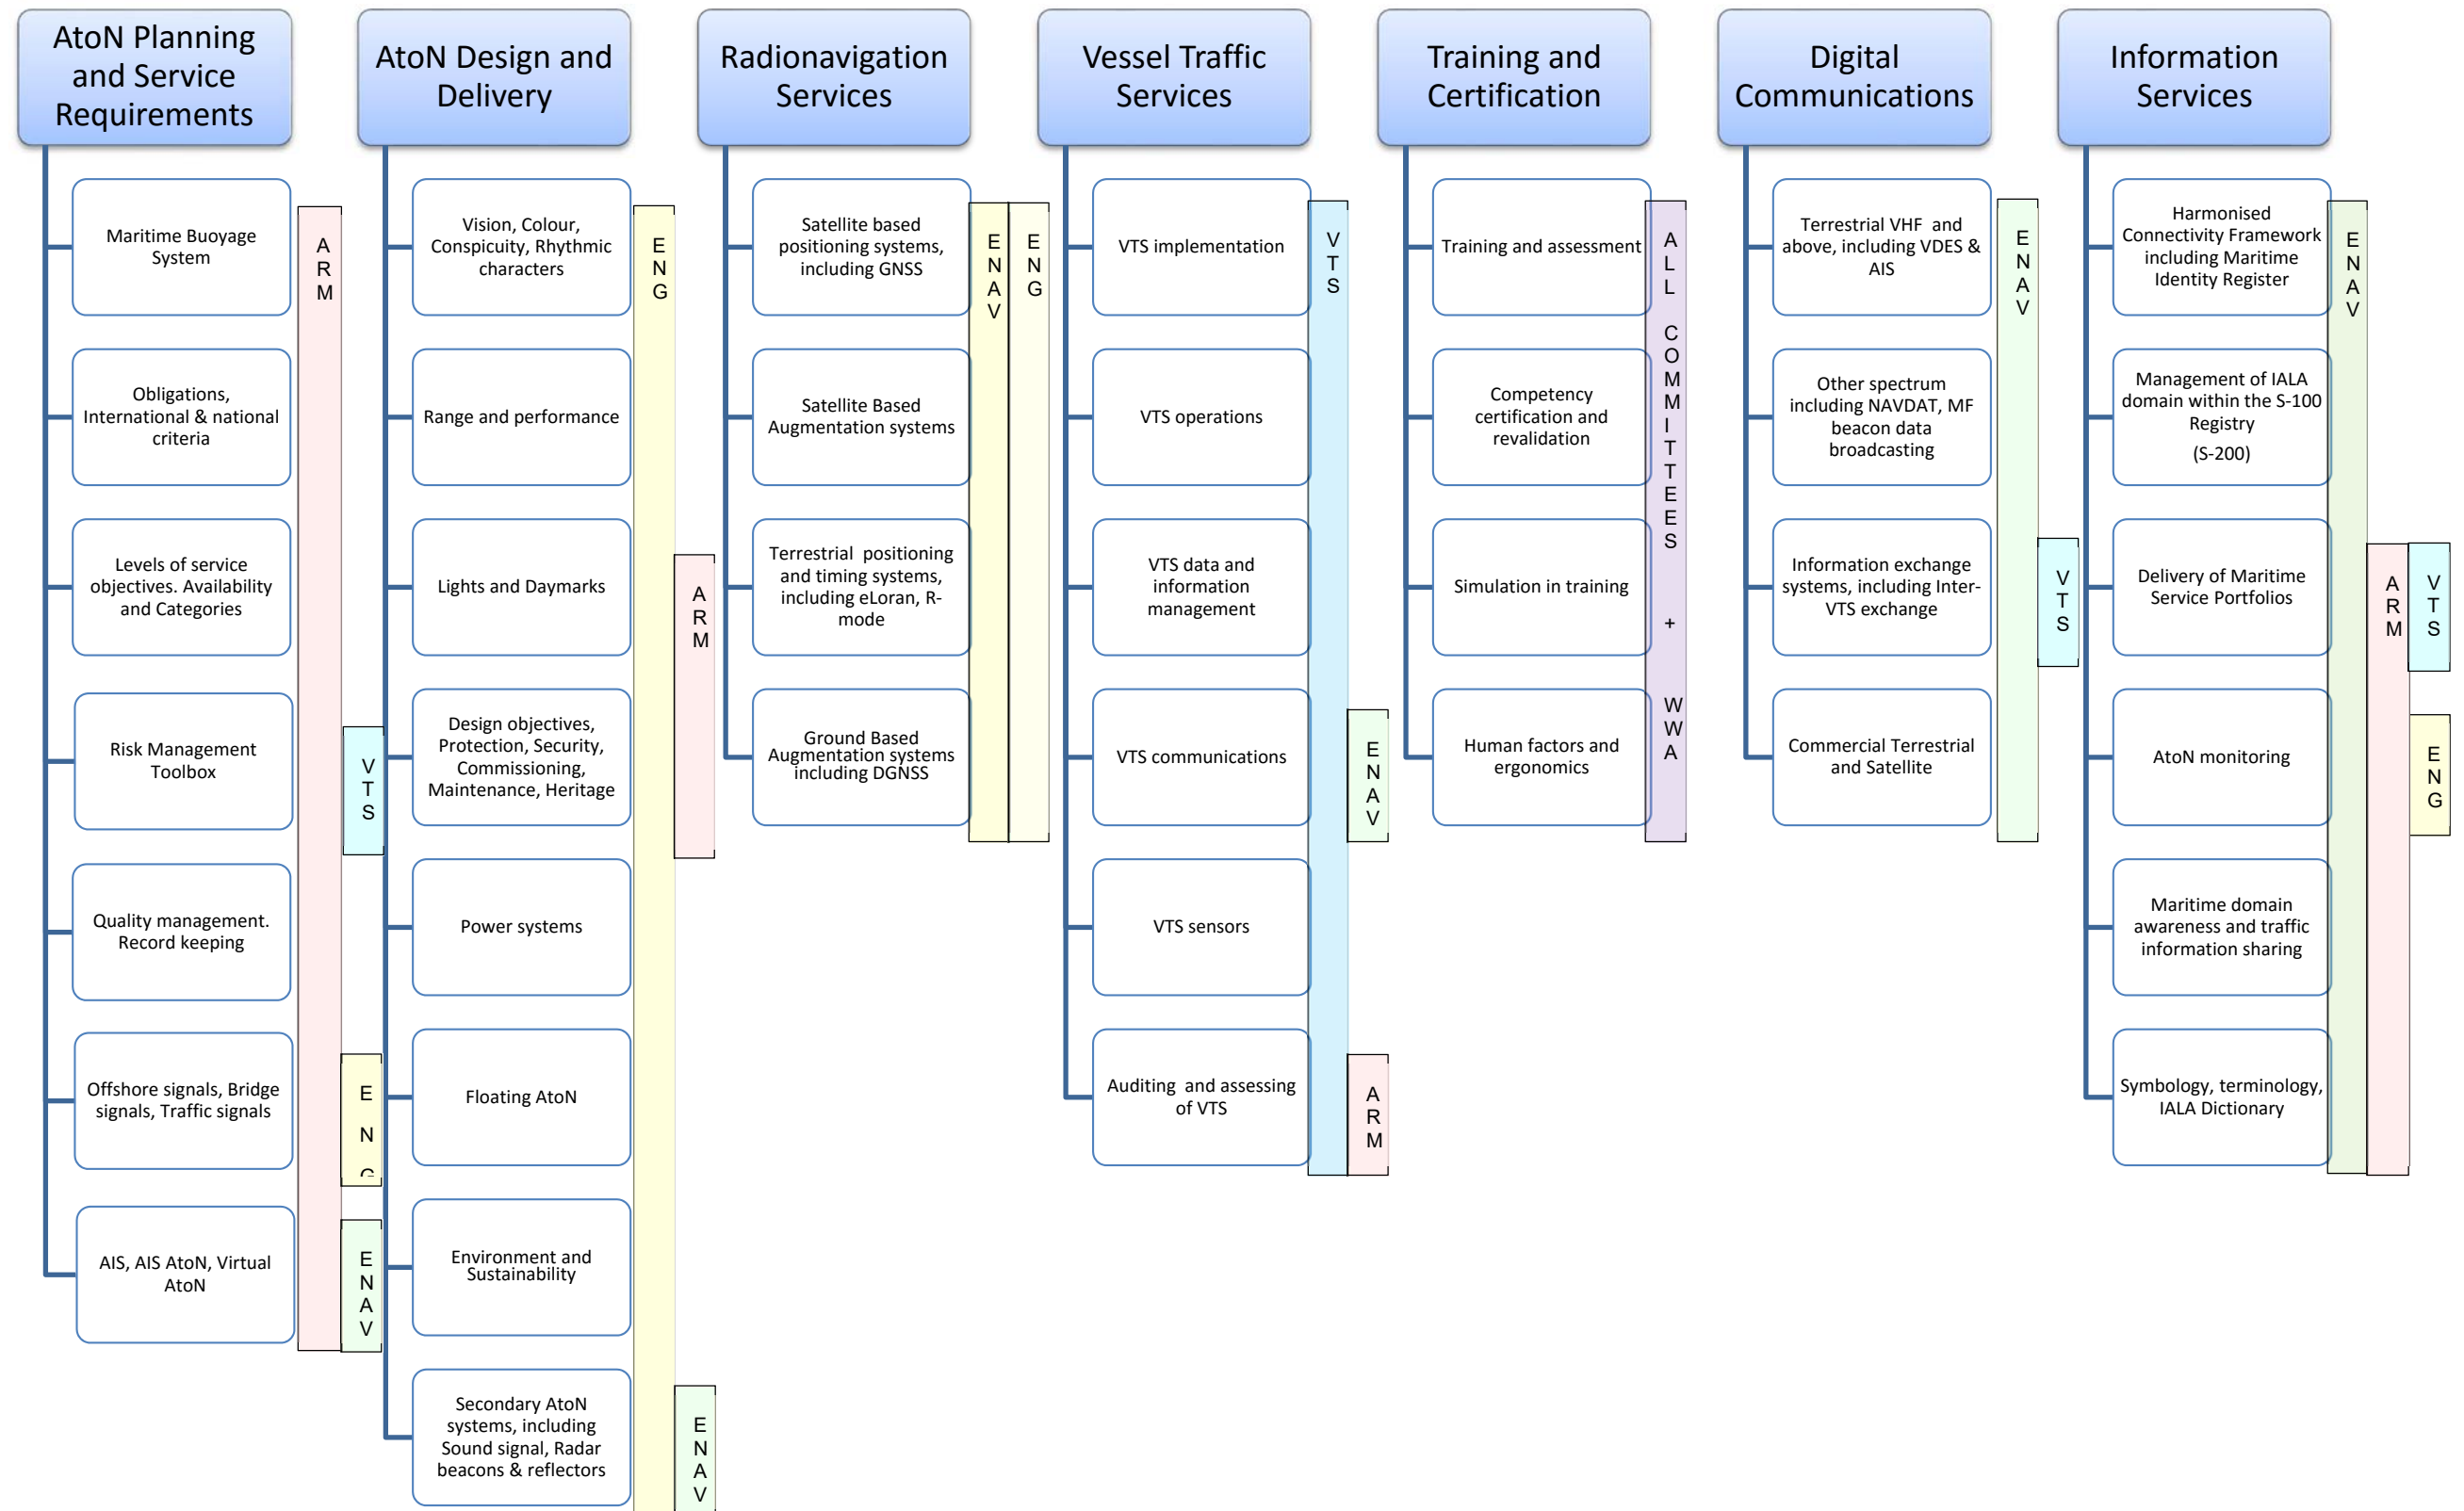 AtoN Planning
and Service
Requirements
Maritime Buoyage
System
Obligations,
International & national
criteria
Levels of service
objectives. Availability
and Categories
Risk Management
Toolbox
Quality management.
Record keeping
Offshore signals, Bridge
signals, Traffic signals
AIS, AIS AtoN, Virtual
AtoN
ARM
VTS
E N G
ENAV
AtoN Design and
Delivery
Vision, Colour,
Conspicuity, Rhythmic
characters
Range and performance
Lights and Daymarks
Design objectives,
Protection, Security,
Commissioning,
Maintenance, Heritage
Power systems
Floating AtoN
Environment and
Sustainability
Secondary AtoN
systems, including
Sound signal, Radar
beacons & reflectors
ENG
ARM
ENAV
Radionavigation
Services
Satellite based
positioning systems,
including GNSS
Satellite Based
Augmentation systems
Terrestrial positioning
and timing systems,
including eLoran, R-
mode
Ground Based
Augmentation systems
including DGNSS
ENAV
ENG
Vessel Traffic
Services
VTS implementation
VTS operations
VTS data and
information
management
VTS communications
VTS sensors
Auditing and assessing
of VTS
VTS
ENAV
ARM
Training and
Certification
Training and assessment
Competency
certification and
revalidation
Simulation in training
Human factors and
ergonomics
ALL COMMITTEES + WWA
Digital
Communications
Terrestrial VHF and
above, including VDES &
AIS
Other spectrum
including NAVDAT, MF
beacon data
broadcasting
Information exchange
systems, including Inter-
VTS exchange
Commercial Terrestrial
and Satellite
ENAV
VTS
Information
Services
Harmonised
Connectivity Framework
including Maritime
Identity Register
Management of IALA
domain within the S-100
Registry
(S-200)
Delivery of Maritime
Service Portfolios
AtoN monitoring
Maritime domain
awareness and traffic
information sharing
Symbology, terminology,
IALA Dictionary
ENAV
ARM
VTS
ENG